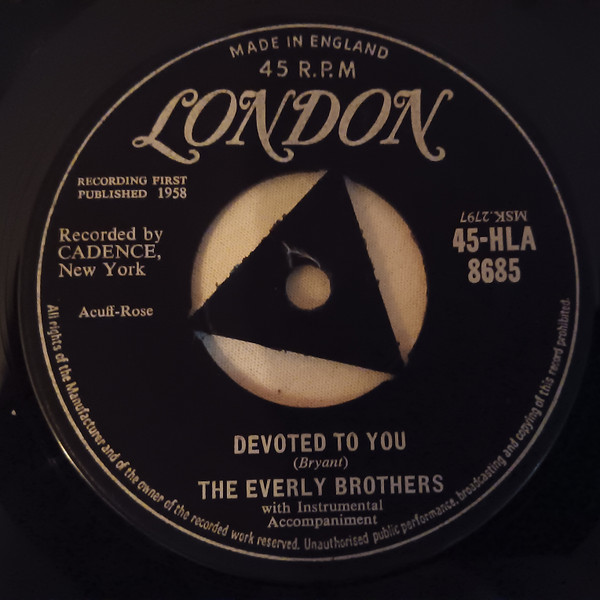 MADE IN ENGLAND
45 R.P.M
LONDON
RECORDING FIRST
PUBLISHED 1958
Recorded by
CADENCE,
New York
Acuff-Rose
MSK.2797
45-HLA
8685
DEVOTED TO YOU
(Bryant)
THE EVERLY BROTHERS
with Instrumental
Accompaniment
All rights of the Manufacturer and of the owner of the recorded work reserved. Unauthorised public performance, broadcasting and copying of this record prohibited.